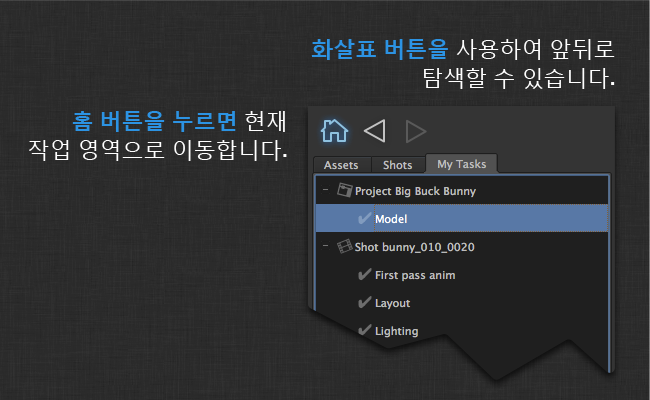 화살표 버튼을 사용하여 앞뒤로
탐색할 수 있습니다.
홈 버튼을 누르면 현재
작업 영역으로 이동합니다.
Assets Shots My Tasks
Project Big Buck Bunny
Model
Shot bunny_010_0020
First pass anim
Layout
Lighting